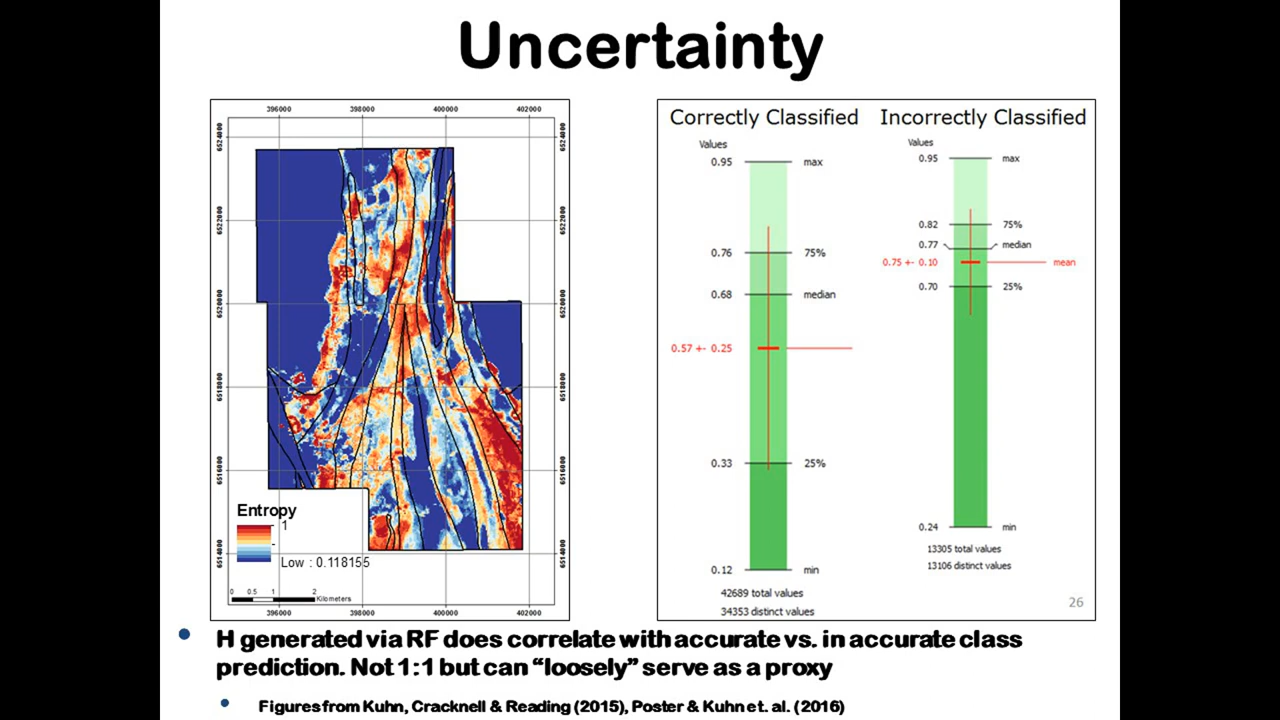 Uncertainty
396000 398000 400000 402000
6524000 6524000
6522000 6522000
6520000 6520000
6518000 6518000
6516000 6516000
6514000 6514000
Entropy
1
Low : 0.118155
0 0.5 1 2
Kilometers
396000 398000 400000 402000
Correctly Classified
Values
0.95 max
0.76 75%
0.68 median
0.57 +- 0.25
0.33 25%
0.12 min
42689 total values
34353 distinct values
Incorrectly Classified
Values
0.95 max
0.82 75%
0.77 median
0.75 +- 0.10 mean
0.70 25%
0.24 min
13305 total values
13106 distinct values
26
• H generated via RF does correlate with accurate vs. in accurate class
prediction. Not 1:1 but can “loosely” serve as a proxy
• Figures from Kuhn, Cracknell & Reading (2015), Poster & Kuhn et. al. (2016)